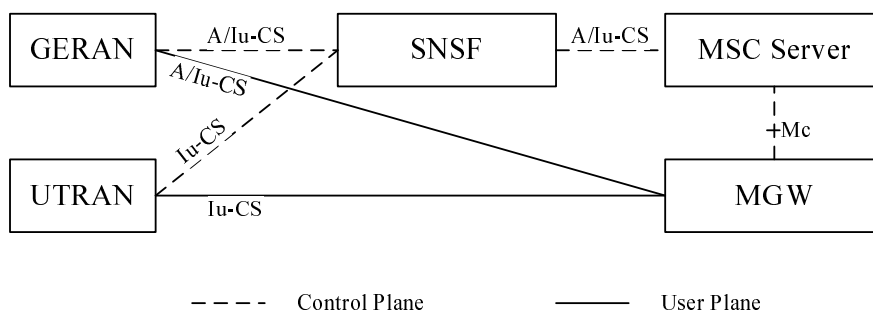 GERAN
A/Iu-CS
SNSF
A/Iu-CS
MSC Server
A/Iu-CS
Iu-CS
Mc
UTRAN
Iu-CS
MGW
Control Plane
User Plane